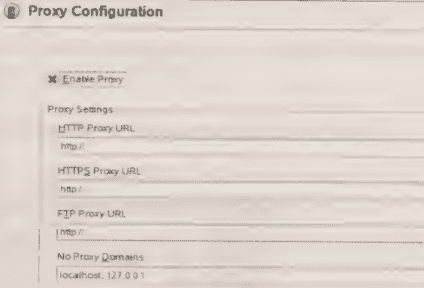 Proxy Configuration
Enable Proxy
Proxy Settings
HTTP Proxy URL
http://
HTTPS Proxy URL
http://
FTP Proxy URL
http://
No Proxy Domains
localhost, 127.0.0.1